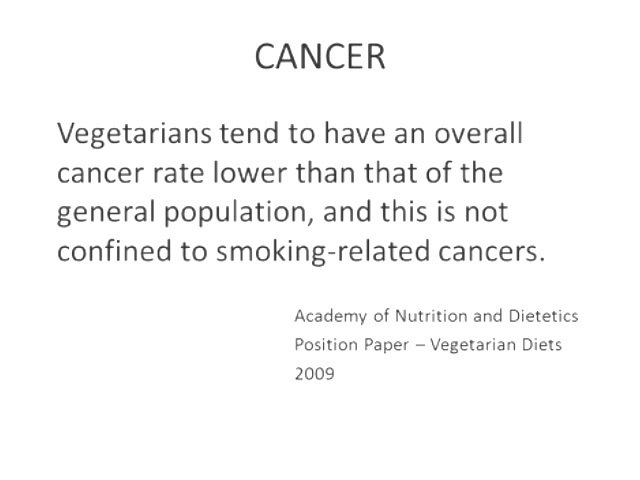 CANCER
Vegetarians tend to have an overall
cancer rate lower than that of the
general population, and this is not
confined to smoking-related cancers.
Academy of Nutrition and Dietetics
Position Paper – Vegetarian Diets
2009